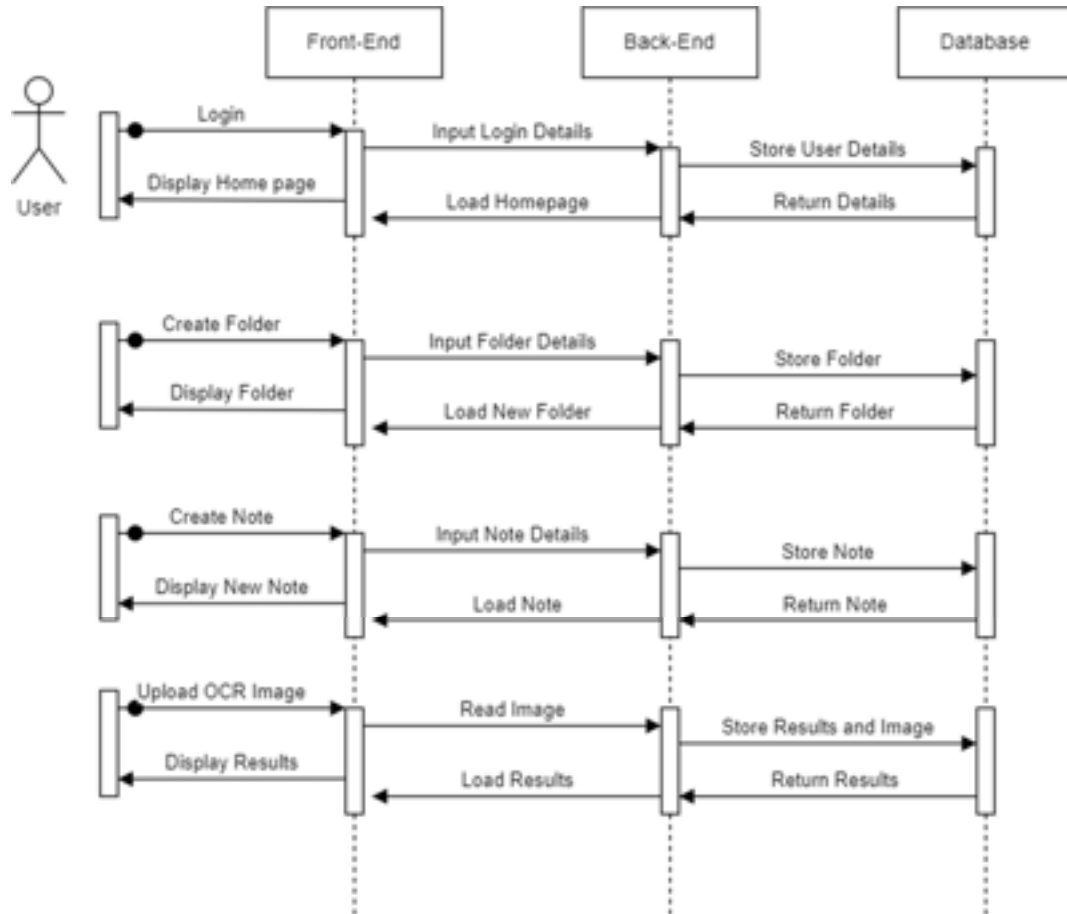 Front-End
Back-End
Database
User
Login
Input Login Details
Store User Details
Display Home page
Load Homepage
Return Details
Create Folder
Input Folder Details
Store Folder
Display Folder
Load New Folder
Return Folder
Create Note
Input Note Details
Store Note
Display New Note
Load Note
Return Note
Upload OCR Image
Read Image
Store Results and Image
Display Results
Load Results
Return Results